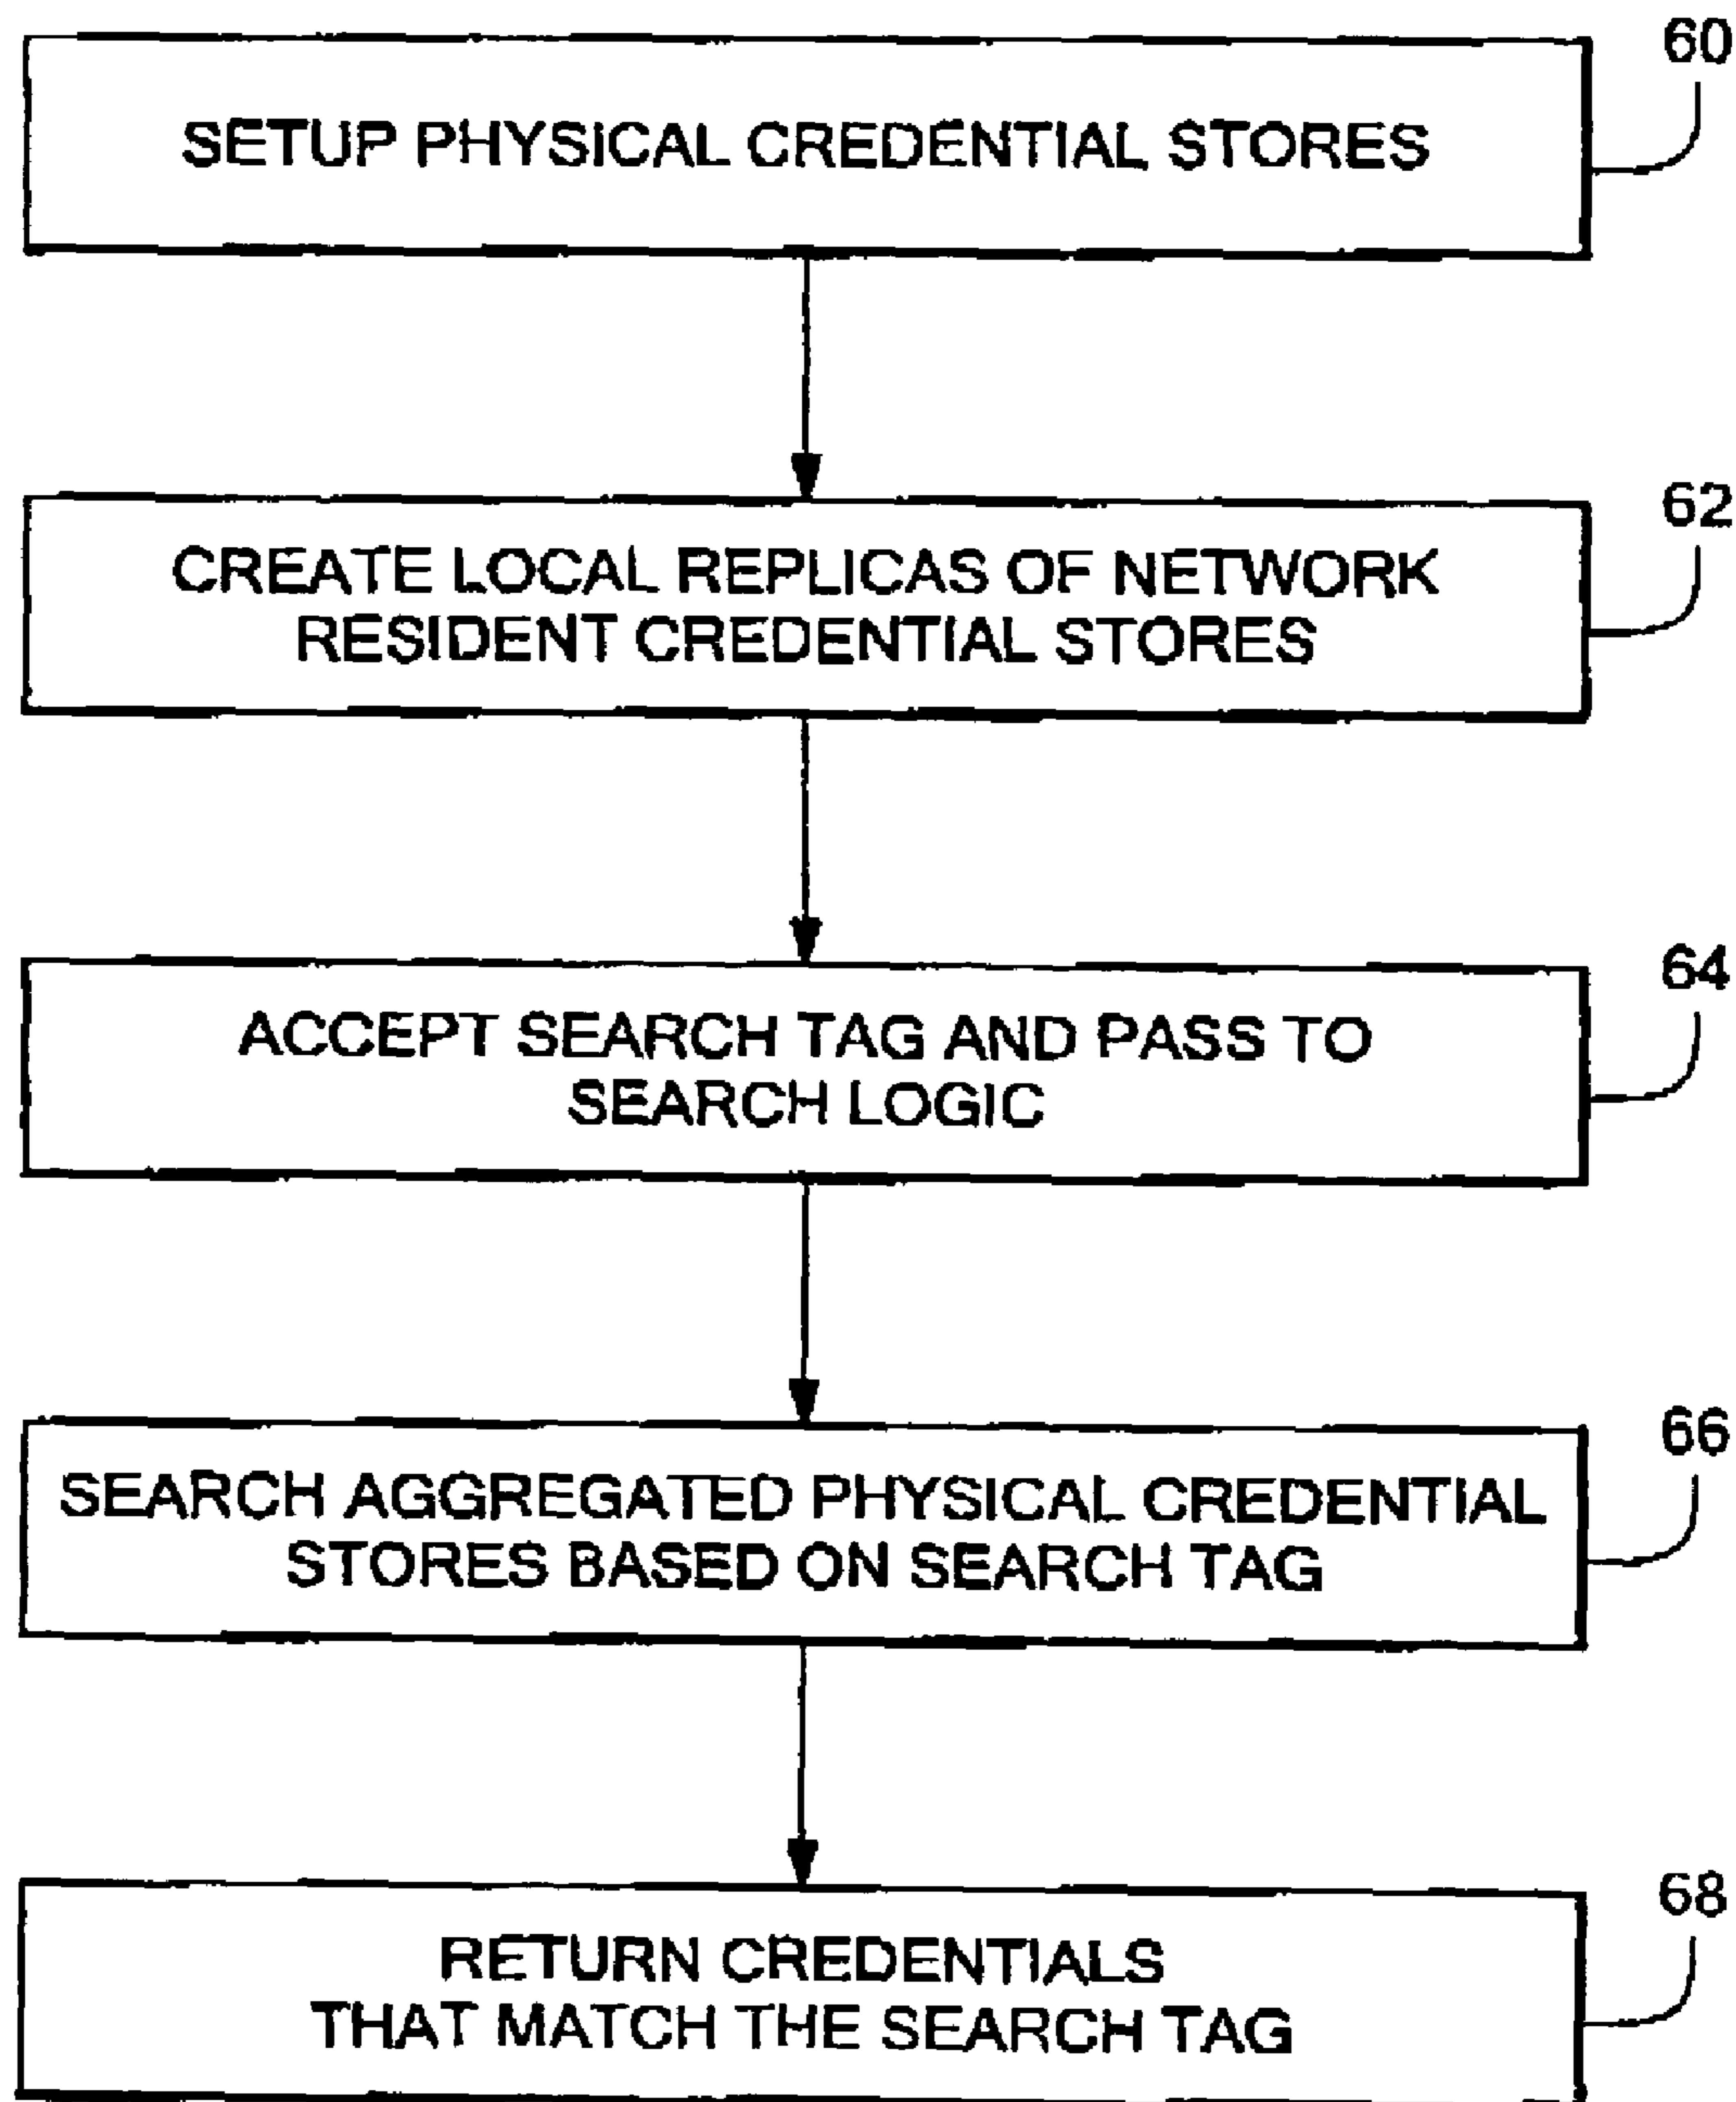 60
SETUP PHYSICAL CREDENTIAL STORES
62
CREATE LOCAL REPLICAS OF NETWORK
RESIDENT CREDENTIAL STORES
64
ACCEPT SEARCH TAG AND PASS TO
SEARCH LOGIC
66
SEARCH AGGREGATED PHYSICAL CREDENTIAL
STORES BASED ON SEARCH TAG
68
RETURN CREDENTIALS
THAT MATCH THE SEARCH TAG